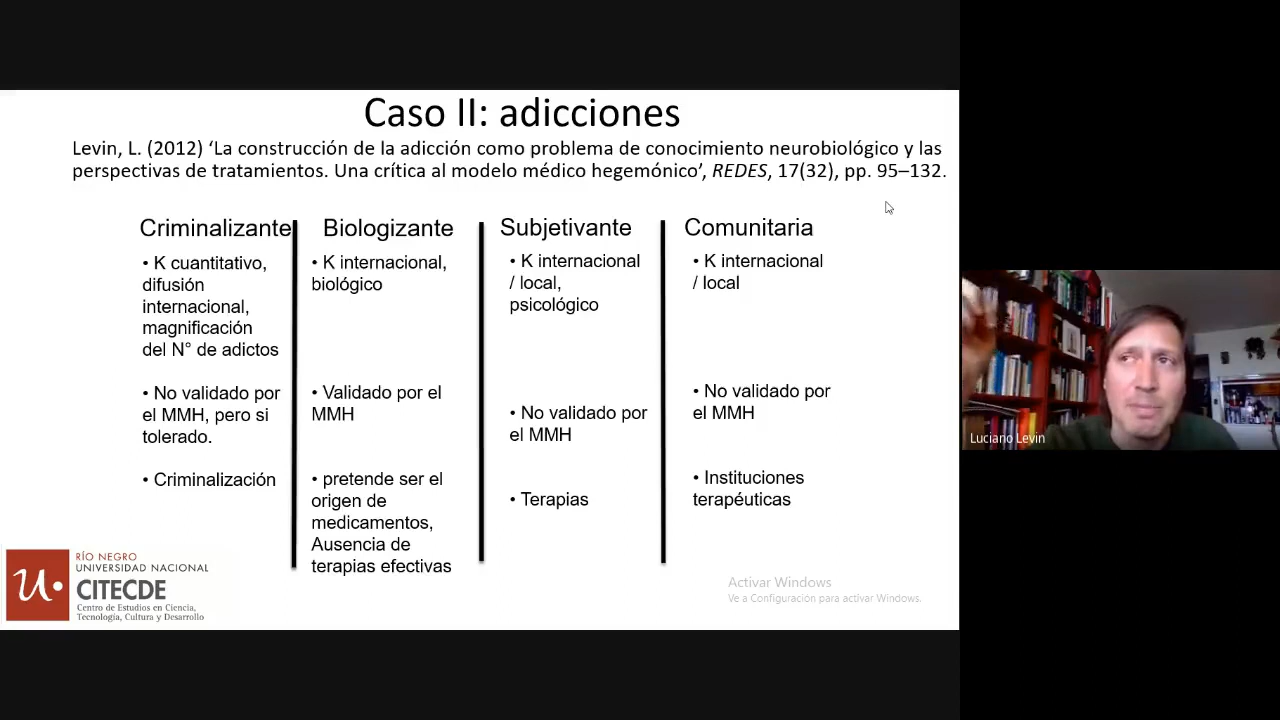 Caso II: adicciones
Levin, L. (2012) ‘La construcción de la adicción como problema de conocimiento neurobiológico y las
perspectivas de tratamientos. Una crítica al modelo médico hegemónico’, REDES, 17(32), pp. 95–132.
Criminalizante
• K cuantitativo,
difusión
internacional,
magnificación
del N° de adictos
• No validado por
el MMH, pero si
tolerado.
• Criminalización
Biologizante
• K internacional,
biológico
• Validado por el
MMH
• pretende ser el
origen de
medicamentos,
Ausencia de
terapias efectivas
Subjetivante
• K internacional
/ local,
psicológico
• No validado por
el MMH
• Terapias
Comunitaria
• K internacional
/ local
• No validado por
el MMH
• Instituciones
terapéuticas
u.
RÍO NEGRO
UNIVERSIDAD NACIONAL
CITECDE
Centro de Estudios en Ciencia,
Tecnología, Cultura y Desarrollo
Activar Windows
Ve a Configuración para activar Windows.
Luciano Levin